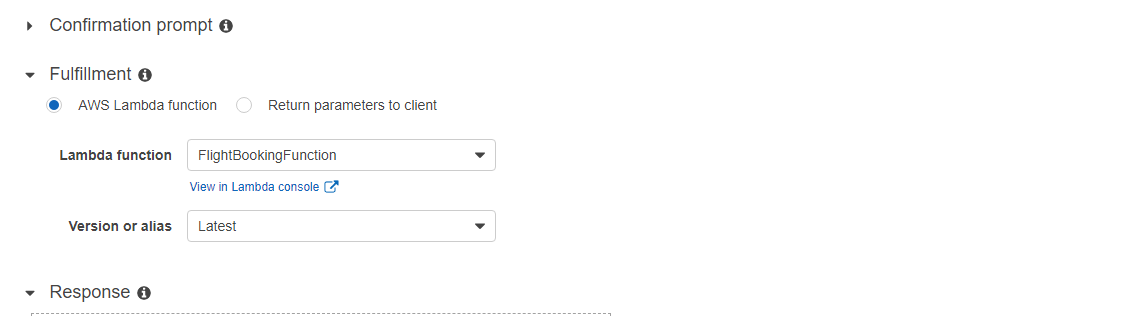 Confirmation prompt
Fulfillment
AWS Lambda function Return parameters to client
Lambda function FlightBookingFunction
View in Lambda console
Version or alias Latest
Response